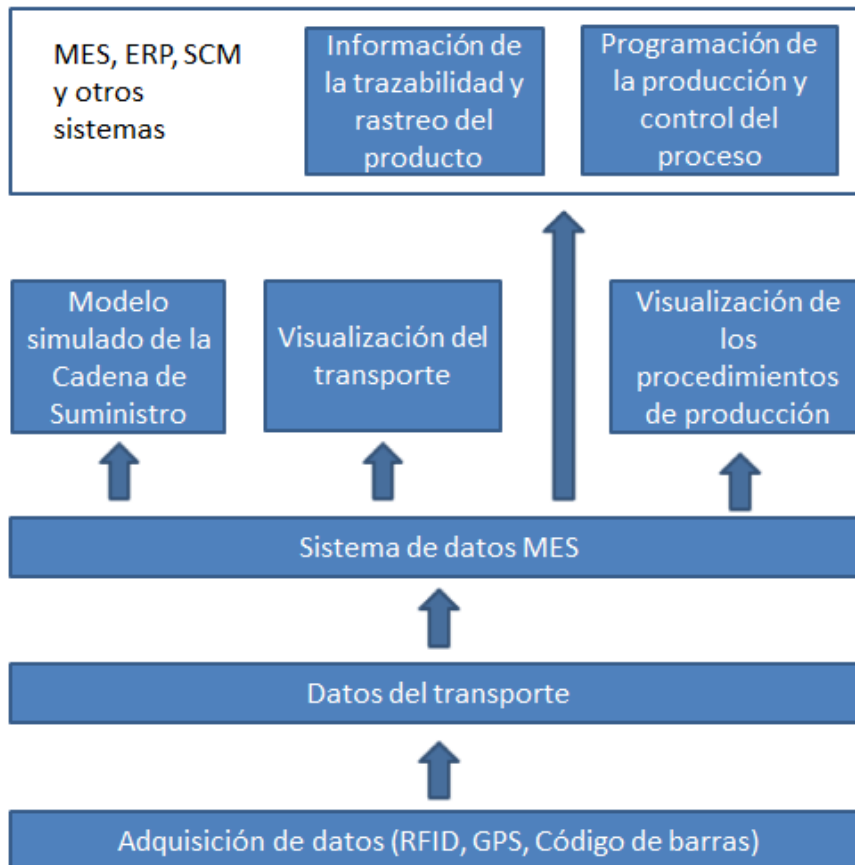 MES, ERP, SCM
y otros
sistemas
Información de
la trazabilidad y
rastreo del
producto
Programación de
la producción y
control del
proceso
Modelo
simulado de la
Cadena de
Suministro
Visualización del
transporte
Visualización de
los
procedimientos
de producción
Sistema de datos MES
Datos del transporte
Adquisición de datos (RFID, GPS, Código de barras)